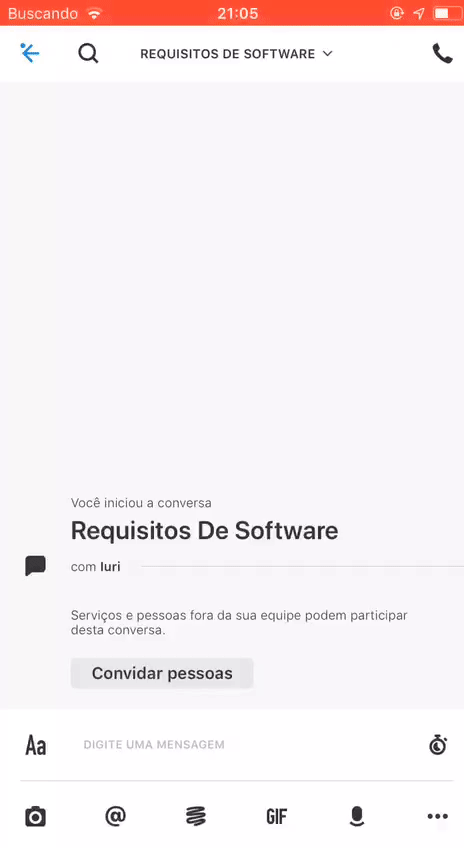 Buscando 21:05
REQUISITOS DE SOFTWARE
Você iniciou a conversa
Requisitos De Software
com Iuri
Serviços e pessoas fora da sua equipe podem participar
desta conversa.
Convidar pessoas
Aa DIGITE UMA MENSAGEM
@ GIF